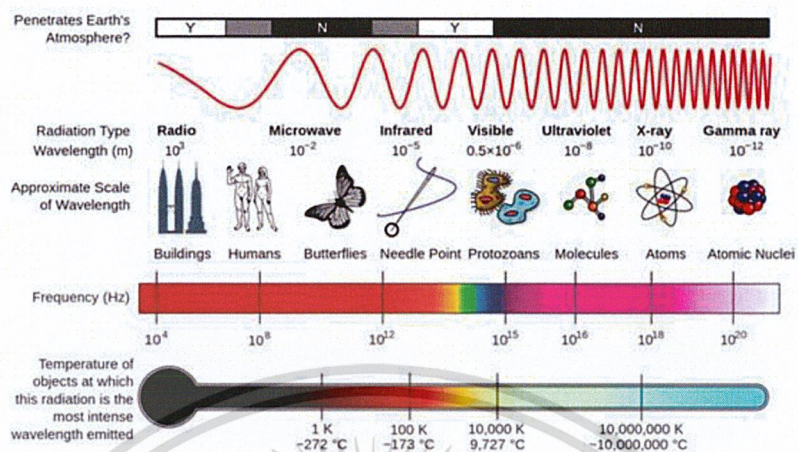 Penetrates Earth's
Atmosphere?
Y N Y N
Radiation Type Radio Microwave Infrared Visible Ultraviolet X-ray Gamma ray
Wavelength (m) 10³ 10⁻² 10⁻⁵ 0.5×10⁻⁶ 10⁻⁸ 10⁻¹⁰ 10⁻¹²
Approximate Scale
of Wavelength
Buildings Humans Butterflies Needle Point Protozoans Molecules Atoms Atomic Nuclei
Frequency (Hz)
10⁴ 10⁸ 10¹² 10¹⁵ 10¹⁶ 10¹⁸ 10²⁰
Temperature of
objects at which
this radiation is the
most intense
wavelength emitted
1 K 100 K 10,000 K 10,000,000 K
−272 °C −173 °C 9,727 °C ~10,000,000 °C